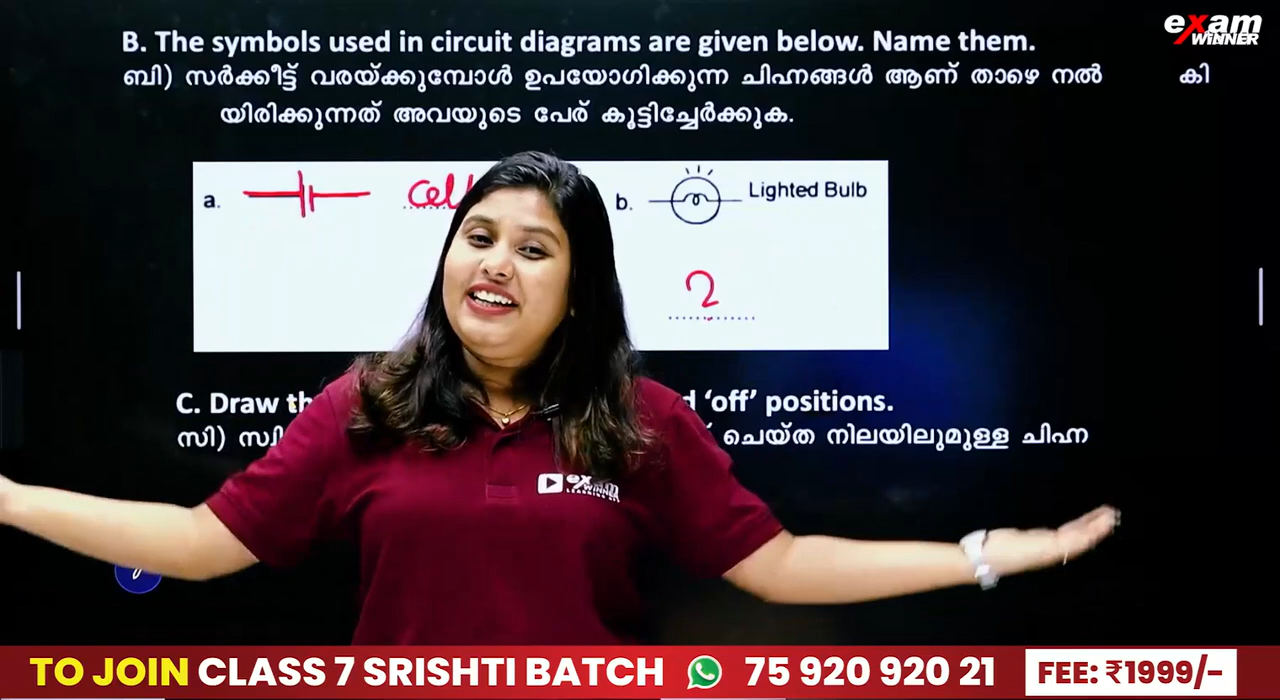 exam
WINNER
B. The symbols used in circuit diagrams are given below. Name them.
ബി) സർക്കീട്ട് വരയ്ക്കുമ്പോൾ ഉപയോഗിക്കുന്ന ചിഹ്നങ്ങൾ ആണ് താഴെ നൽ കി
യിരിക്കുന്നത് അവയുടെ പേര് കൂട്ടിച്ചേർക്കുക.
a. b. Lighted Bulb
2
C. Draw ‘off’ positions.
സി) ചെയ്ത നിലയിലുമുള്ള ചിഹ്ന
exam
WINNER
TO JOIN CLASS 7 SRISHTI BATCH 75 920 920 21 FEE: ₹1999/-